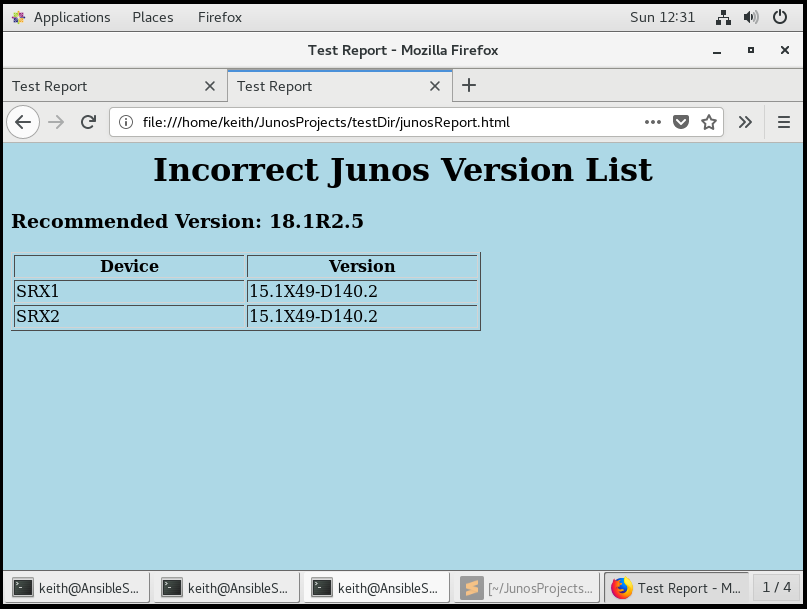 Applications Places Firefox Sun 12:31
Test Report - Mozilla Firefox
Test Report Test Report
file:///home/keith/JunosProjects/testDir/junosReport.html
Incorrect Junos Version List
Recommended Version: 18.1R2.5
Device Version
SRX1 15.1X49-D140.2
SRX2 15.1X49-D140.2
keith@AnsibleS... keith@AnsibleS... keith@AnsibleS... [~/JunosProjects... Test Report - M... 1 / 4